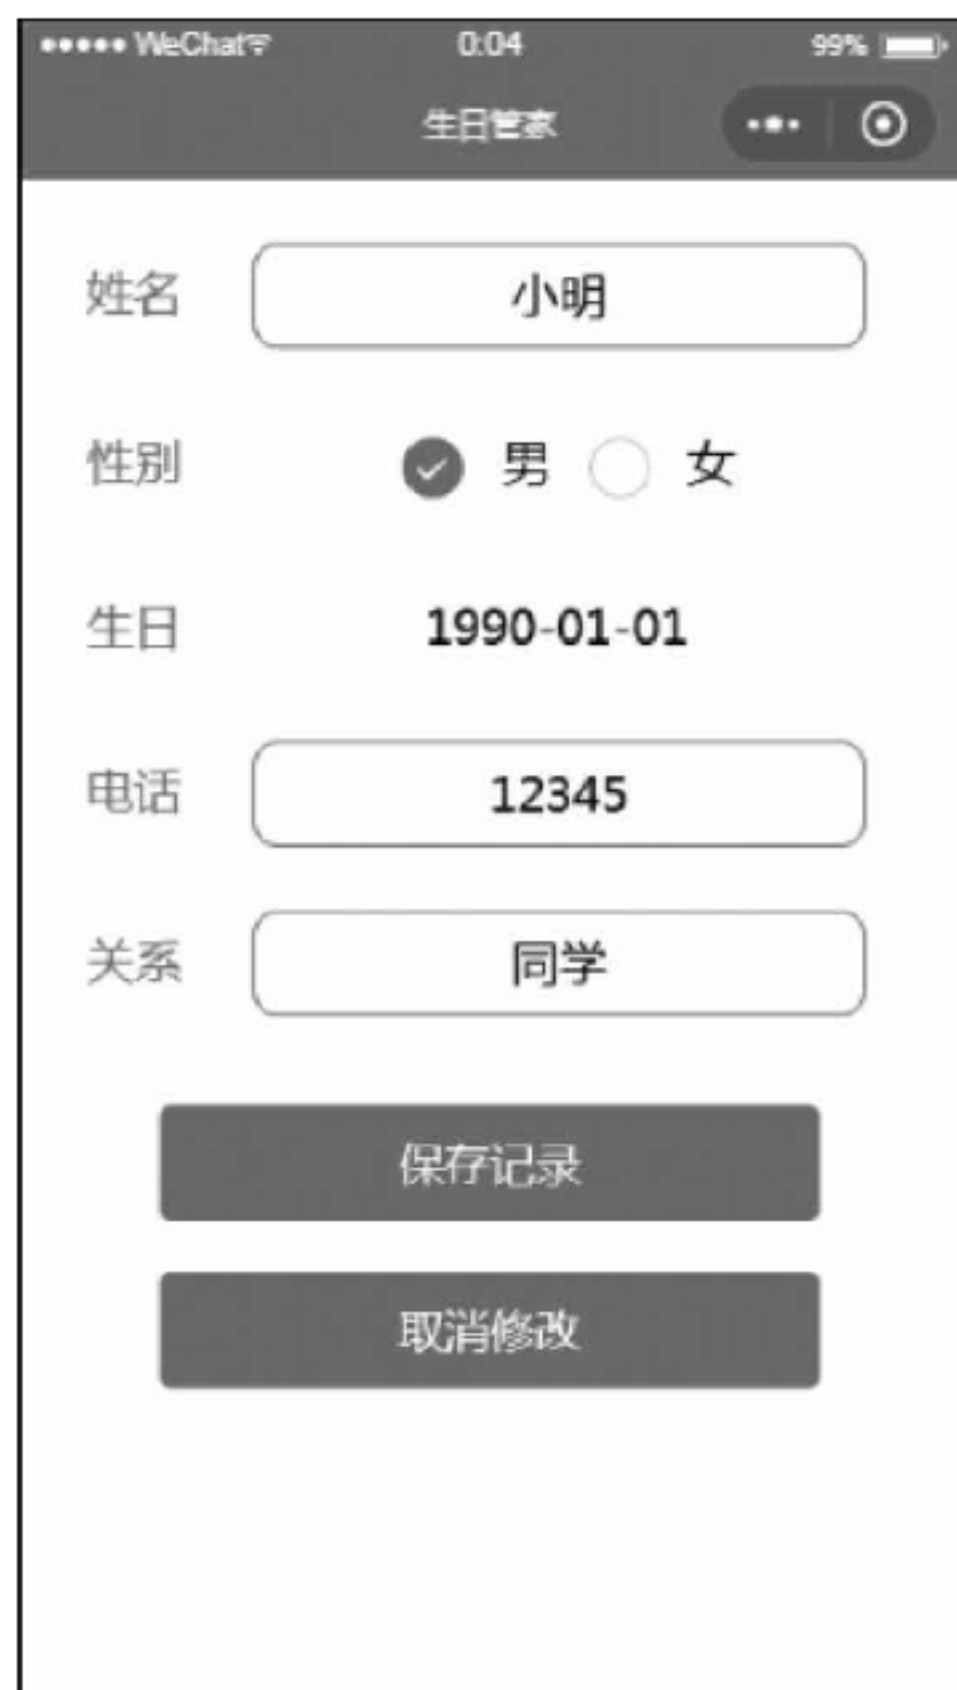 WeChat 0:04 99%
生日管家
姓名 小明
性别 男 女
生日 1990-01-01
电话 12345
关系 同学
保存记录
取消修改